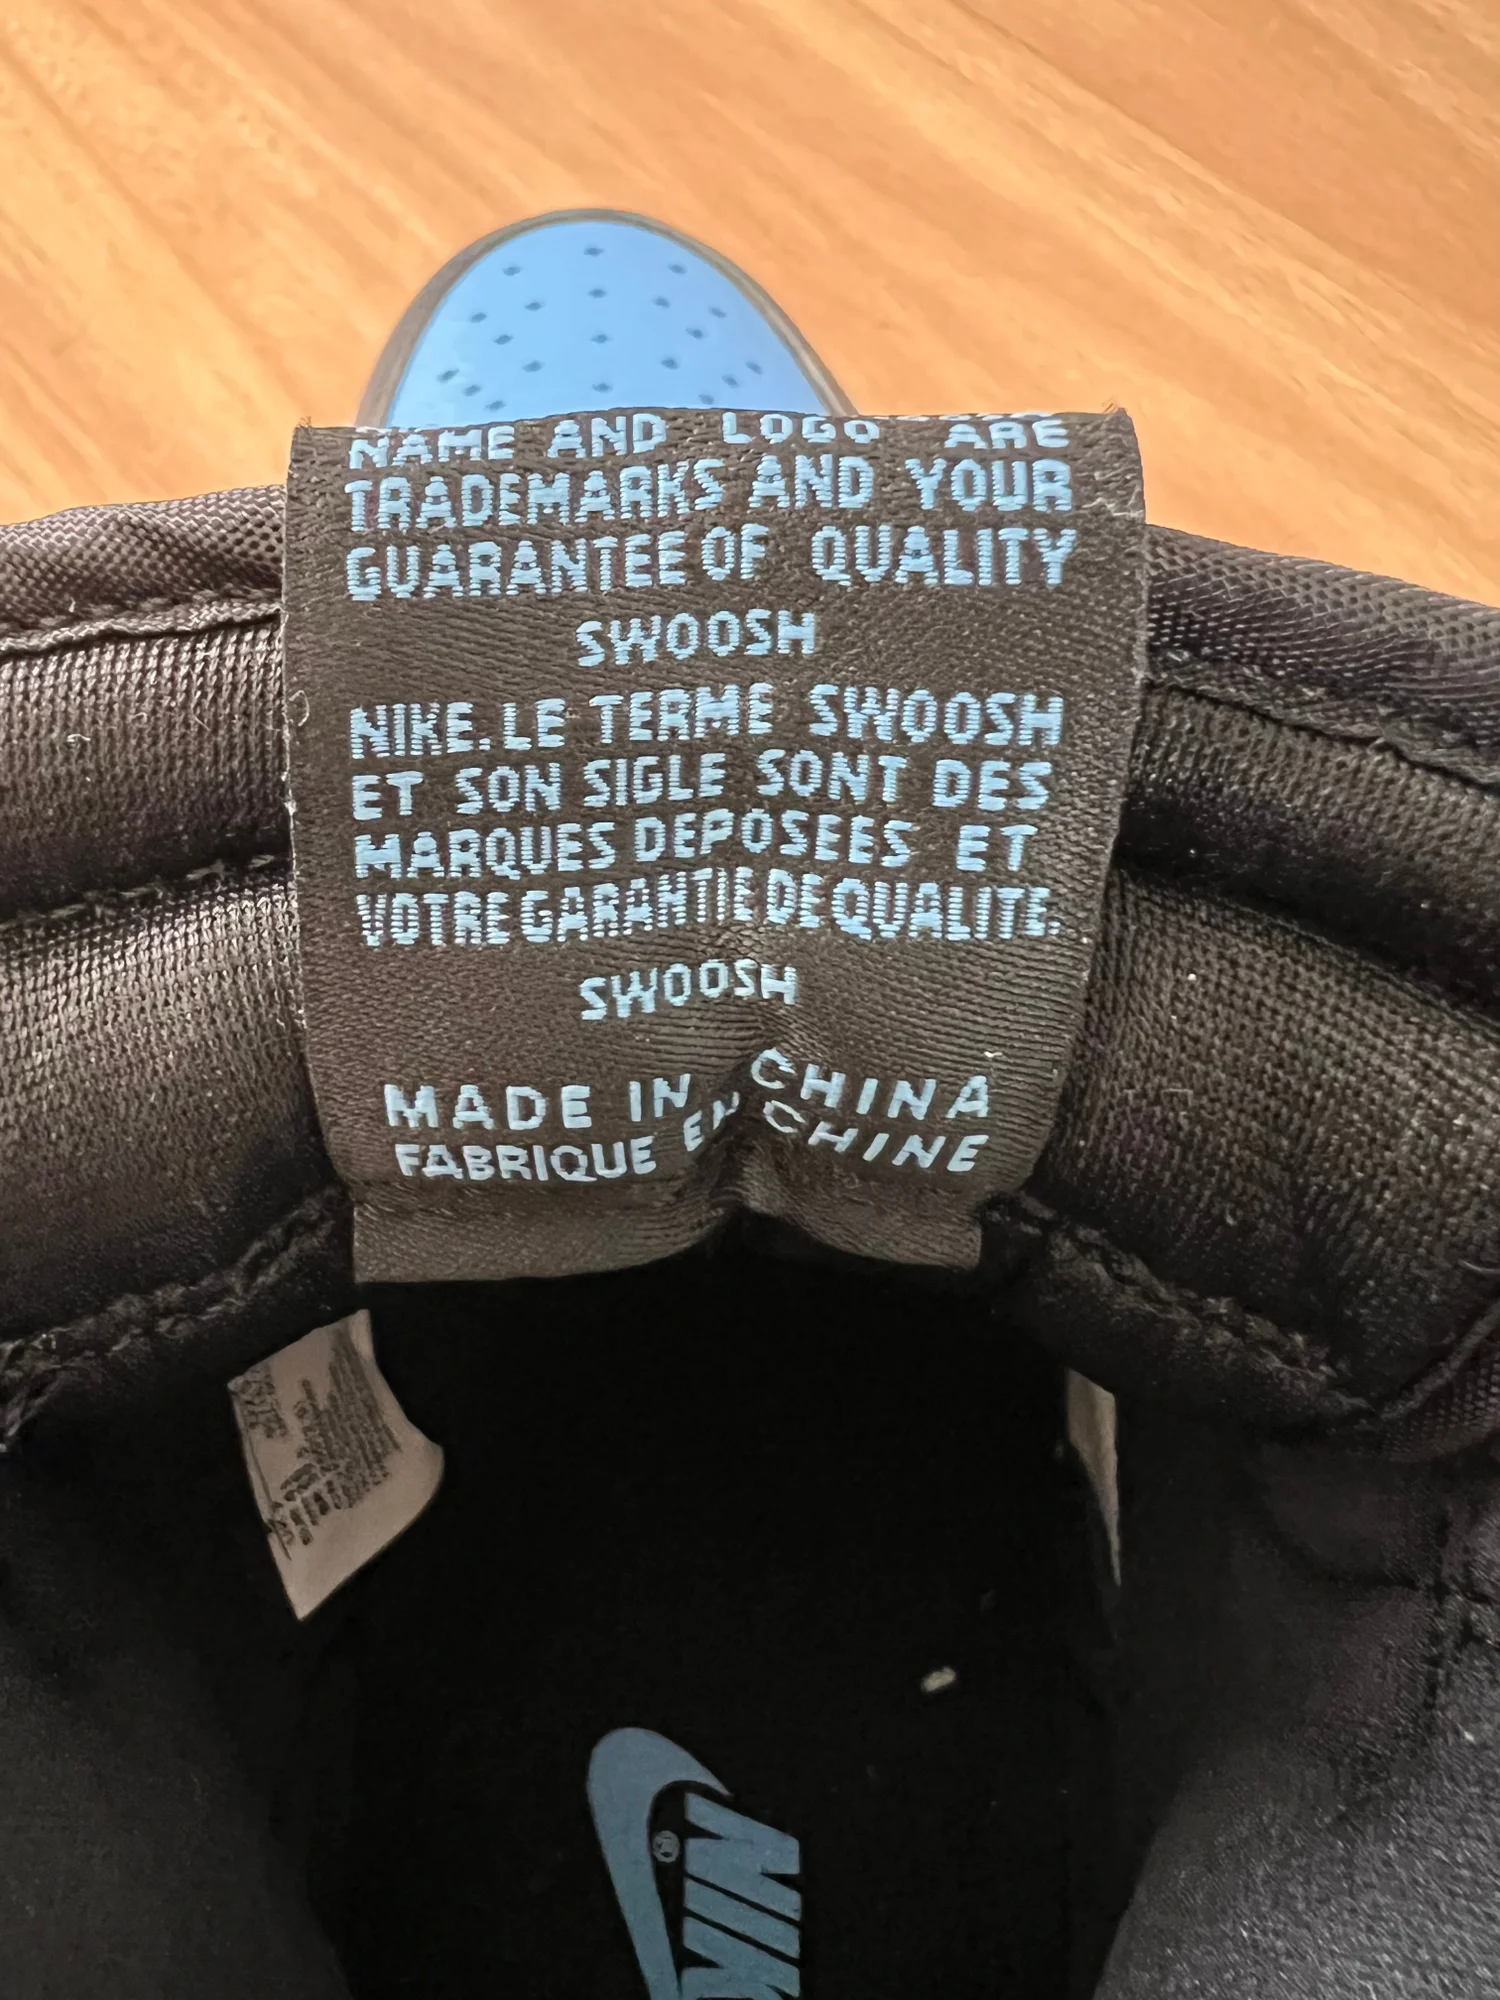 NAME AND LOGO ARE
TRADEMARKS AND YOUR
GUARANTEE OF QUALITY
SWOOSH
NIKE. LE TERME SWOOSH
ET SON SIGLE SONT DES
MARQUES DEPOSEES ET
VOTRE GARANTIE DE QUALITE.
SWOOSH
MADE IN CHINA
FABRIQUE EN CHINE
NIKE
®